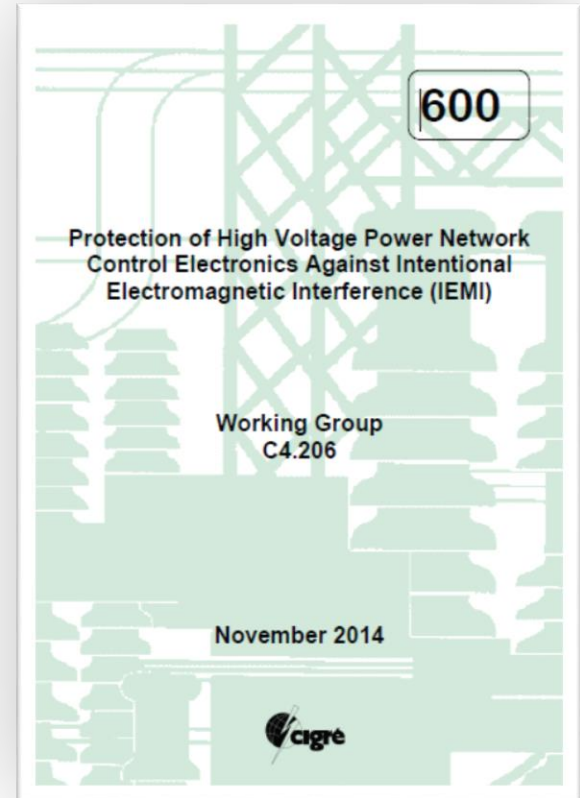 600
Protection of High Voltage Power Network
Control Electronics Against Intentional
Electromagnetic Interference (IEMI)
Working Group
C4.206
November 2014
cigré